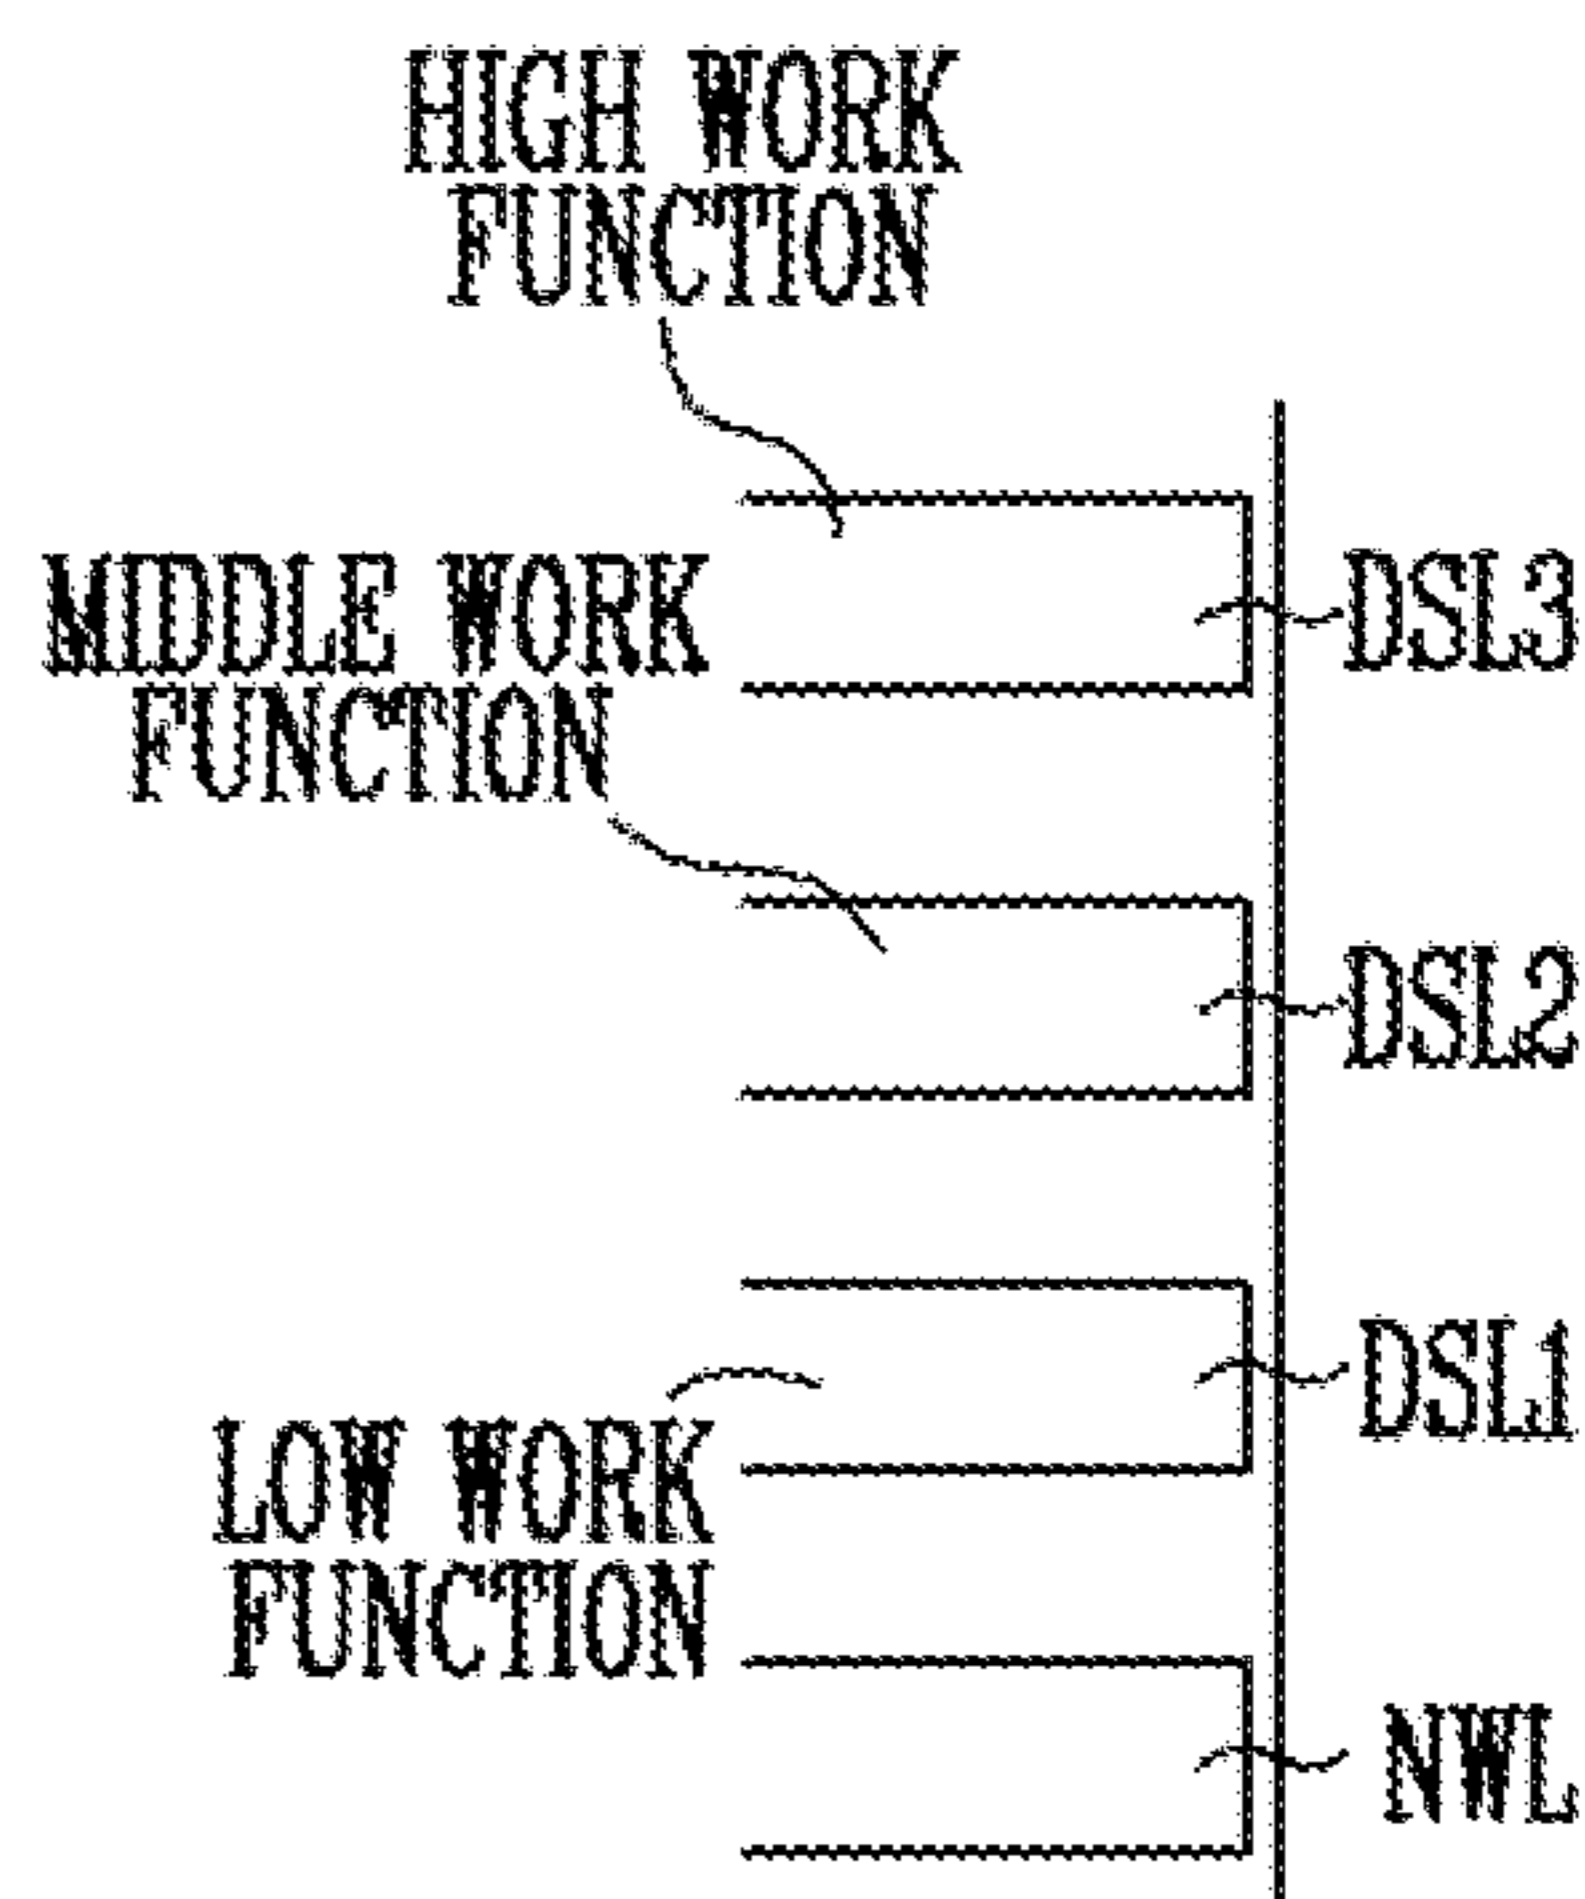 HIGH WORK
FUNCTION
MIDDLE WORK
FUNCTION
DSL3
DSL2
DSL1
LOW WORK
FUNCTION
NWL